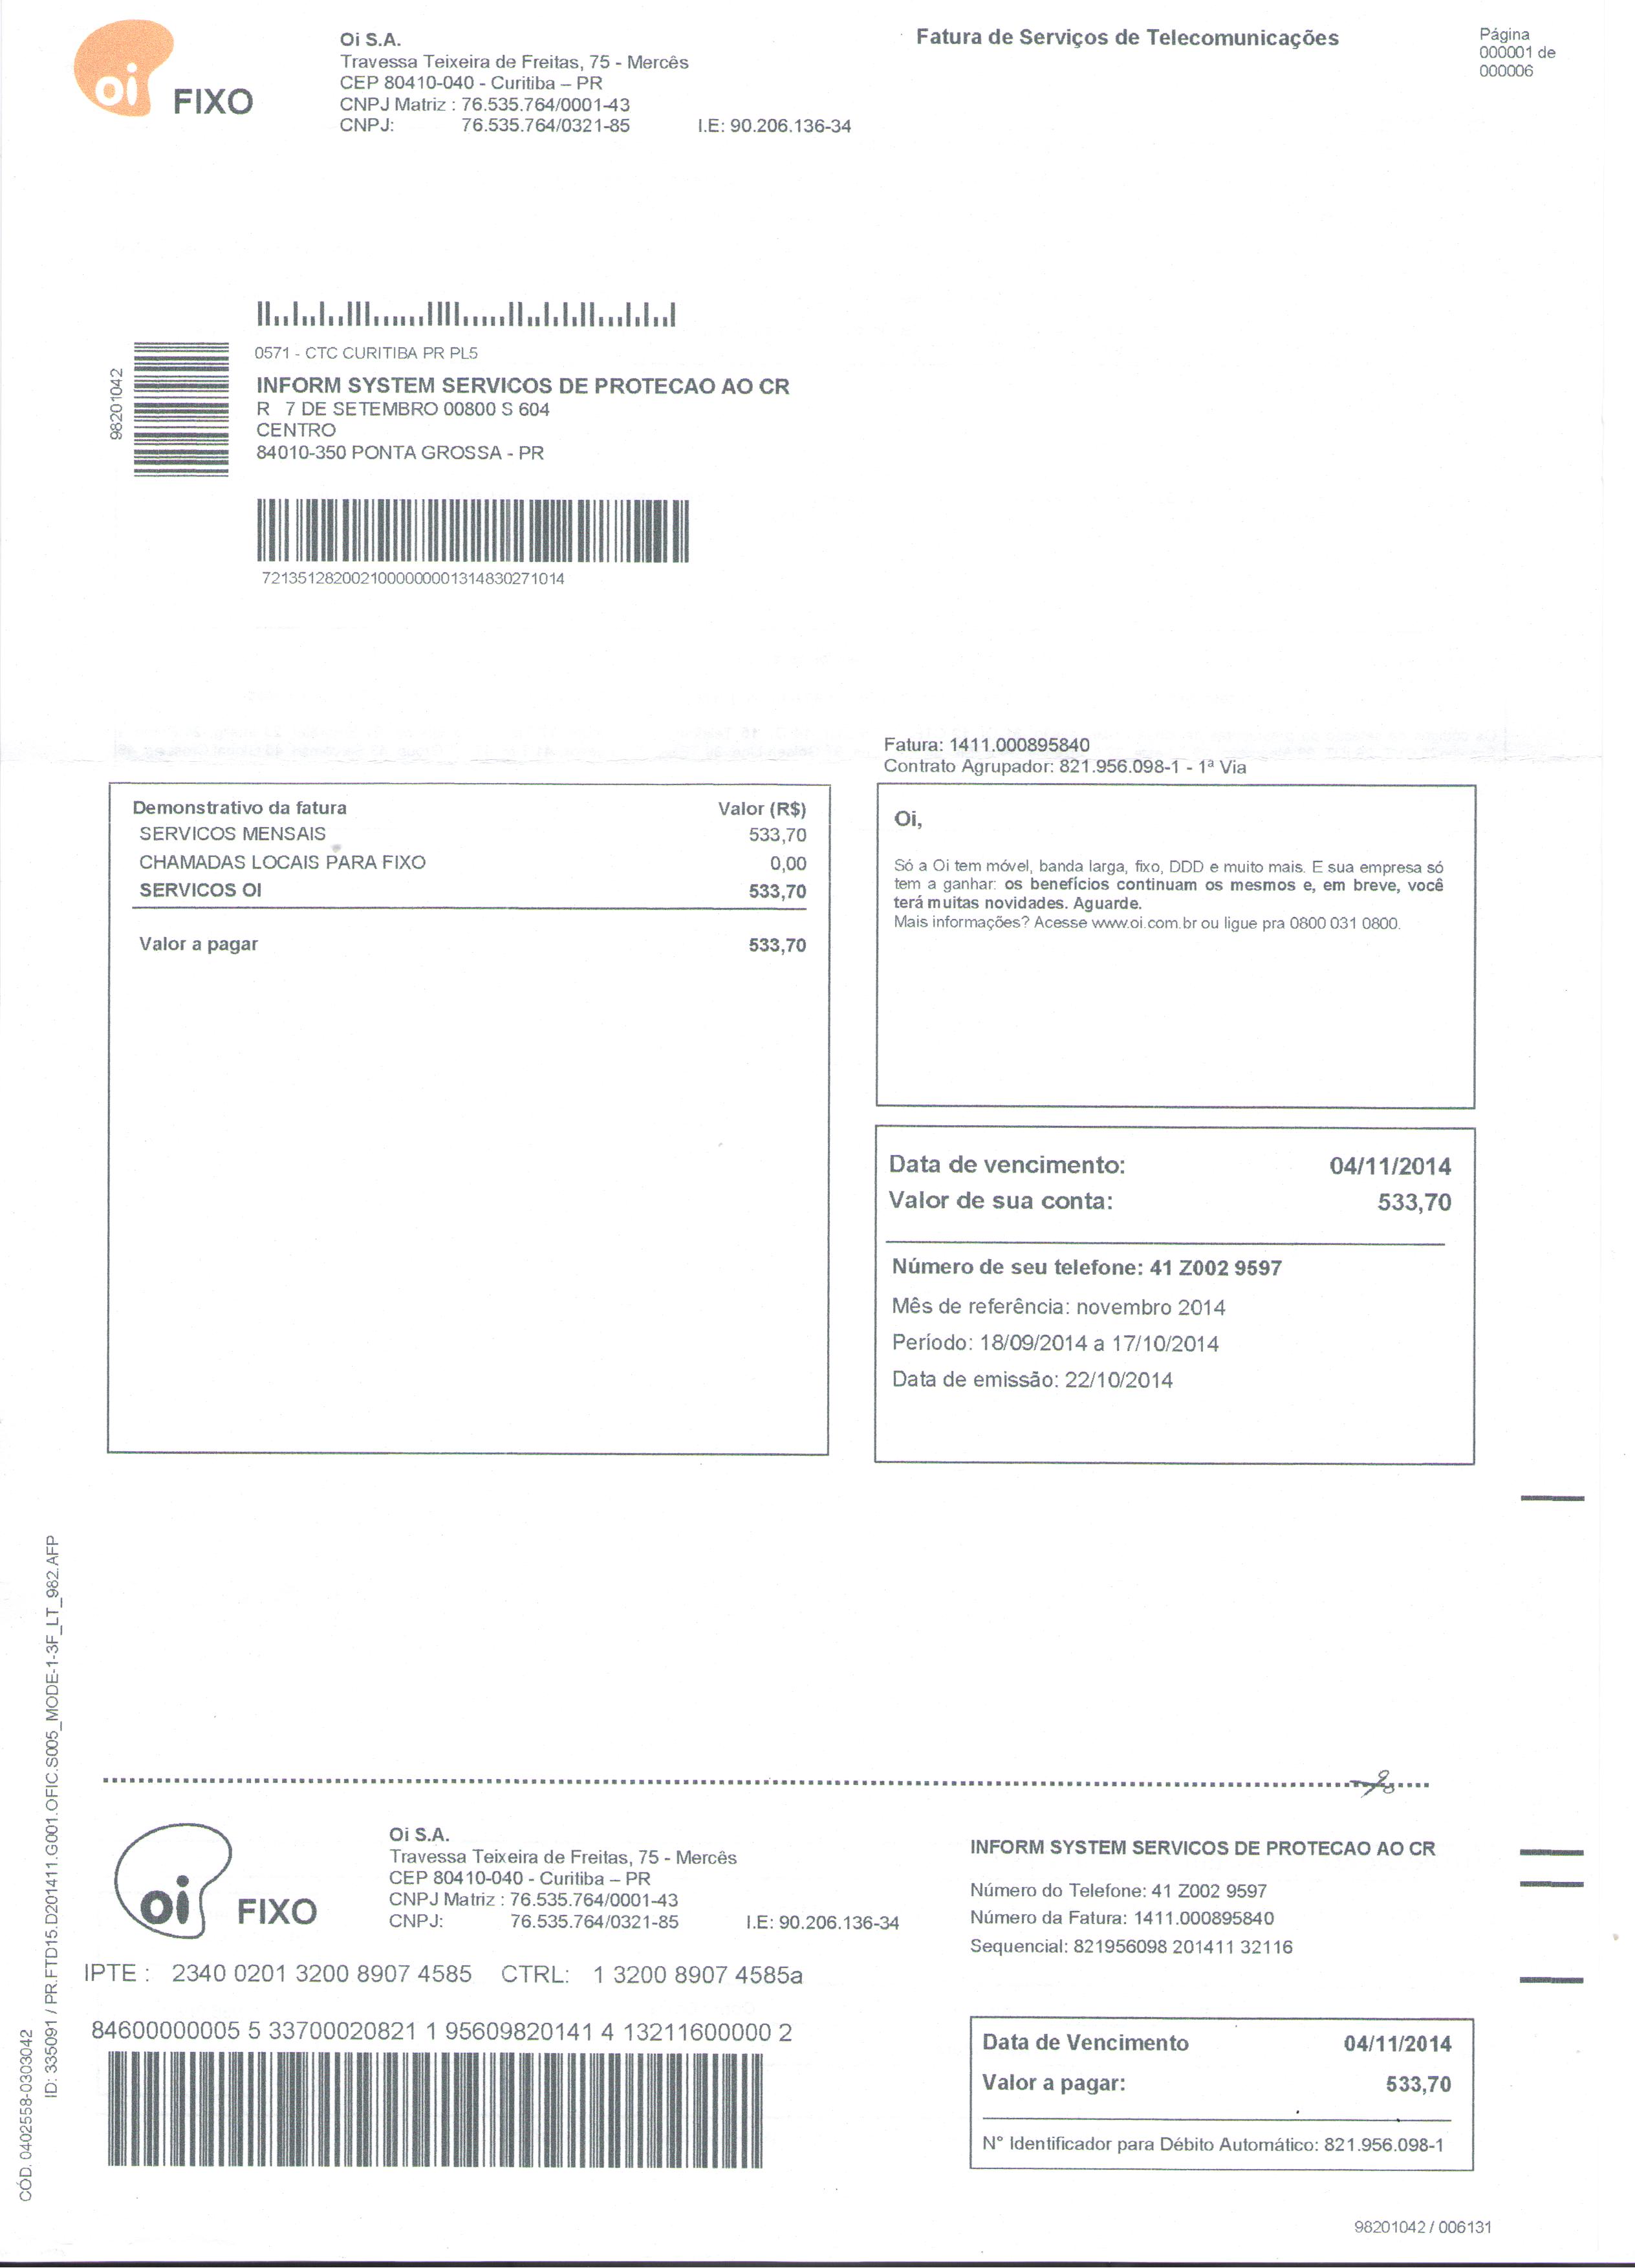 oi FIXO
Oi S.A.
Travessa Teixeira de Freitas, 75 - Mercês
CEP 80410-040 - Curitiba – PR
CNPJ Matriz : 76.535.764/0001-43
CNPJ: 76.535.764/0321-85 I.E: 90.206.136-34
Fatura de Serviços de Telecomunicações
Página
000001 de
000006
98201042
0571 - CTC CURITIBA PR PL5
INFORM SYSTEM SERVICOS DE PROTECAO AO CR
R 7 DE SETEMBRO 00800 S 604
CENTRO
84010-350 PONTA GROSSA - PR
7213512820021000000001314830271014
Fatura: 1411.000895840
Contrato Agrupador: 821.956.098-1 - 1ª Via
Demonstrativo da fatura Valor (R$)
SERVICOS MENSAIS 533,70
CHAMADAS LOCAIS PARA FIXO 0,00
SERVICOS OI 533,70
Valor a pagar 533,70
Oi,
Só a Oi tem móvel, banda larga, fixo, DDD e muito mais. E sua empresa só
tem a ganhar: os benefícios continuam os mesmos e, em breve, você
terá muitas novidades. Aguarde.
Mais informações? Acesse www.oi.com.br ou ligue pra 0800 031 0800.
Data de vencimento: 04/11/2014
Valor de sua conta: 533,70
Número de seu telefone: 41 Z002 9597
Mês de referência: novembro 2014
Período: 18/09/2014 a 17/10/2014
Data de emissão: 22/10/2014
CÓD. 0402558-0303042
ID: 335091 / PR.FTD15.D201411.G001.OFIC.S005_MODE-1-3F_LT_982.AFP
oi FIXO
Oi S.A.
Travessa Teixeira de Freitas, 75 - Mercês
CEP 80410-040 - Curitiba – PR
CNPJ Matriz : 76.535.764/0001-43
CNPJ: 76.535.764/0321-85 I.E: 90.206.136-34
INFORM SYSTEM SERVICOS DE PROTECAO AO CR
Número do Telefone: 41 Z002 9597
Número da Fatura: 1411.000895840
Sequencial: 821956098 201411 32116
IPTE : 2340 0201 3200 8907 4585 CTRL: 1 3200 8907 4585a
84600000005 5 33700020821 1 95609820141 4 13211600000 2
Data de Vencimento 04/11/2014
Valor a pagar: 533,70
N° Identificador para Débito Automático: 821.956.098-1
98201042 / 006131